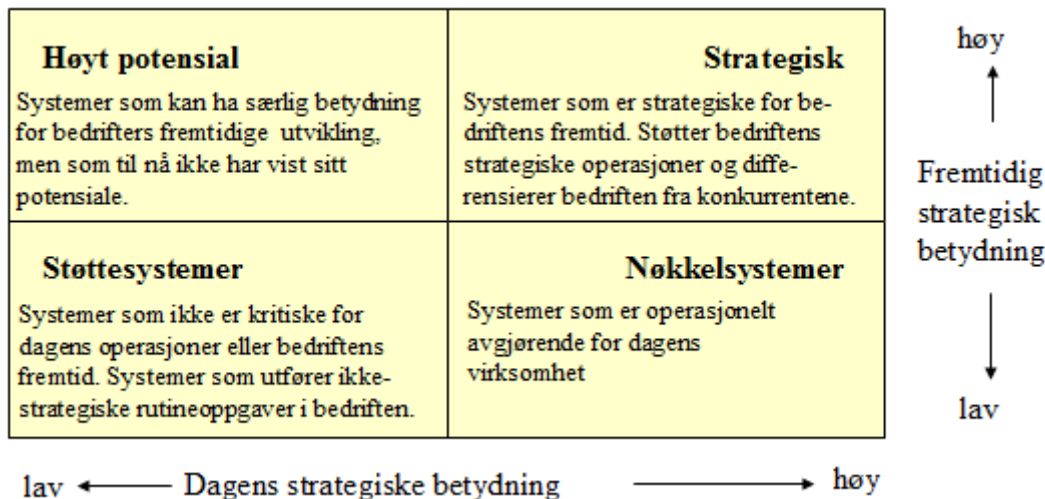 Høyt potensial
Systemer som kan ha særlig betydning
for bedrifters fremtidige utvikling,
men som til nå ikke har vist sitt
potensiale.
Strategisk
Systemer som er strategiske for be-
driftens fremtid. Støtter bedriftens
strategiske operasjoner og diffe-
rensierer bedriften fra konkurrentene.
Støttesystemer
Systemer som ikke er kritiske for
dagens operasjoner eller bedriftens
fremtid. Systemer som utfører ikke-
strategiske rutineoppgaver i bedriften.
Nøkkelsystemer
Systemer som er operasjonelt
avgjørende for dagens
virksomhet
høy
Fremtidig
strategisk
betydning
lav
lav Dagens strategiske betydning høy